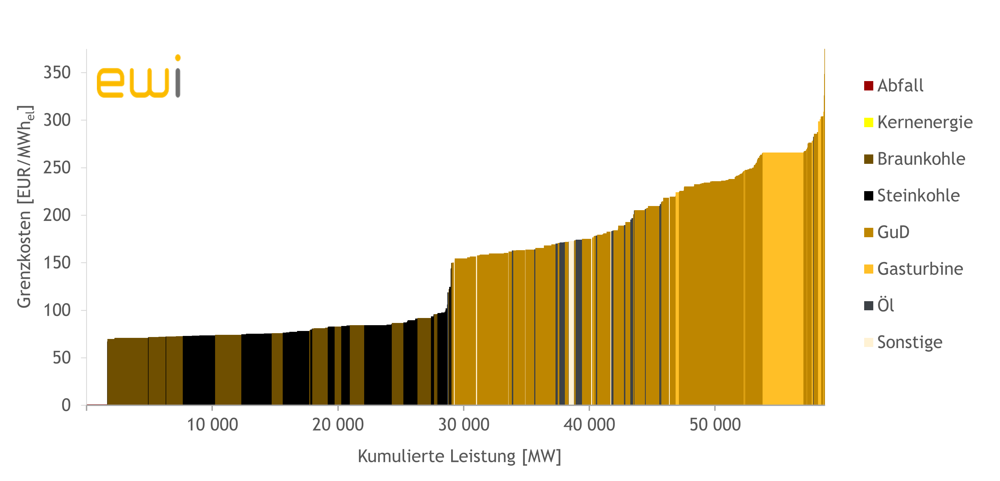 ewi
Grenzkosten [EUR/MWhel]
350
300
250
200
150
100
50
0
10 000
20 000
30 000
40 000
50 000
Kumulierte Leistung [MW]
Abfall
Kernenergie
Braunkohle
Steinkohle
GuD
Gasturbine
Öl
Sonstige